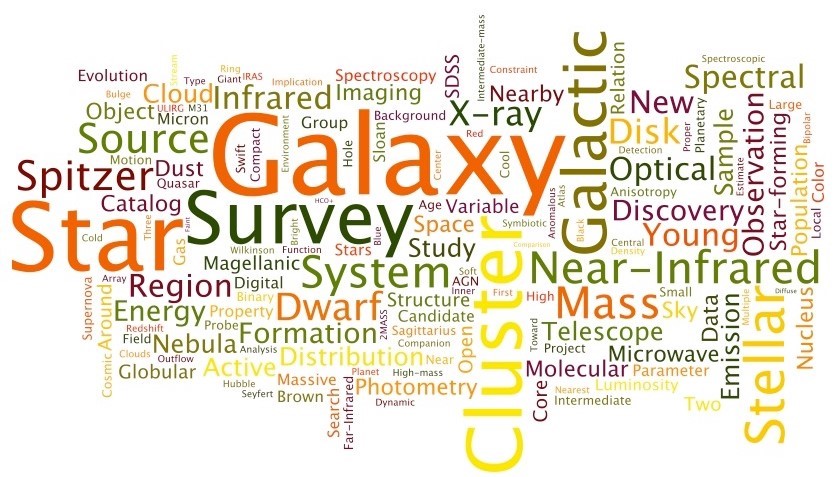 Evolution
Stream
Type
Ring
Giant
IRAS
Implication
Spectroscopy
SDSS
Intermediate-mass
Constraint
Galactic
Relation
Spectroscopic
Spectral
Bulge
Cloud
Infrared
Imaging
Nearby
New
Large
Object
ULIRG
M31
Micron
Group
Background
X-ray
Disk
Proper
Planetary
Sample
Observation
Star-forming
Bipolar
Source
Swift
Compact
Environment
Hole
Sloan
Galaxy
Red
Center
Cool
Detection
Estimate
Motion
Spitzer
Dust
Quasar
Optical
Anisotropy
Population
Local
Color
Catalog
HCO+
Age
Variable
Anomalous
Atlas
Discovery
Star
Three
Faint
Survey
Bright
Blue
Space
Symbiotic
Black
Young
Cold
Gas
Wilkinson
Function
Stars
Study
Comparison
Central
Density
Magellanic
System
Soft
AGN
Inner
Cluster
Near-Infrared
Supernova
Array
Region
Digital
Binary
Dwarf
Structure
First
High
Mass
Small
Sky
Data
Emission
Multiple
Stellar
Diffuse
Nucleus
Cosmic
Around
Energy
Property
Probe
Candidate
Redshift
Field
Formation
2MASS
Sagittarius
Companion
Open
Toward
Telescope
Nebula
Analysis
Project
Microwave
Clouds
Outflow
Distribution
Near
Globular
Active
Planet
High-mass
Molecular
Parameter
Hubble
Seyfert
Massive
Brown
Search
Far-Infrared
Photometry
Dynamic
Core
Nearest
Luminosity
Intermediate
Two